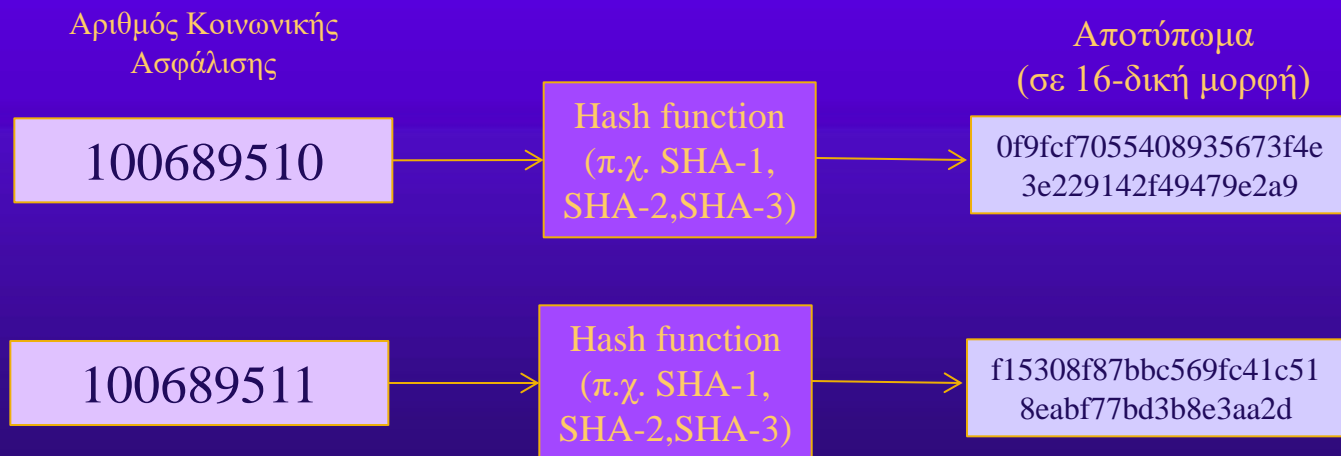 Αριθμός Κοινωνικής
Ασφάλισης
Αποτύπωμα
(σε 16-δική μορφή)
100689510
Hash function
(π.χ. SHA-1,
SHA-2,SHA-3)
0f9fcf7055408935673f4e
3e229142f49479e2a9
100689511
Hash function
(π.χ. SHA-1,
SHA-2,SHA-3)
f15308f87bbc569fc41c51
8eabf77bd3b8e3aa2d